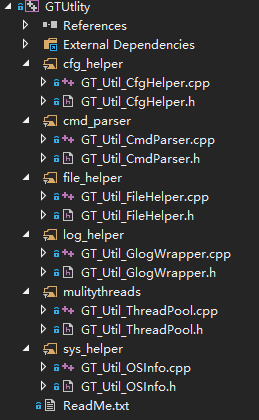 GTUtlity
References
External Dependencies
cfg_helper
GT_Util_CfgHelper.cpp
GT_Util_CfgHelper.h
cmd_parser
GT_Util_CmdParser.cpp
GT_Util_CmdParser.h
file_helper
GT_Util_FileHelper.cpp
GT_Util_FileHelper.h
log_helper
GT_Util_GlogWrapper.cpp
GT_Util_GlogWrapper.h
mulitythreads
GT_Util_ThreadPool.cpp
GT_Util_ThreadPool.h
sys_helper
GT_Util_OSInfo.cpp
GT_Util_OSInfo.h
ReadMe.txt